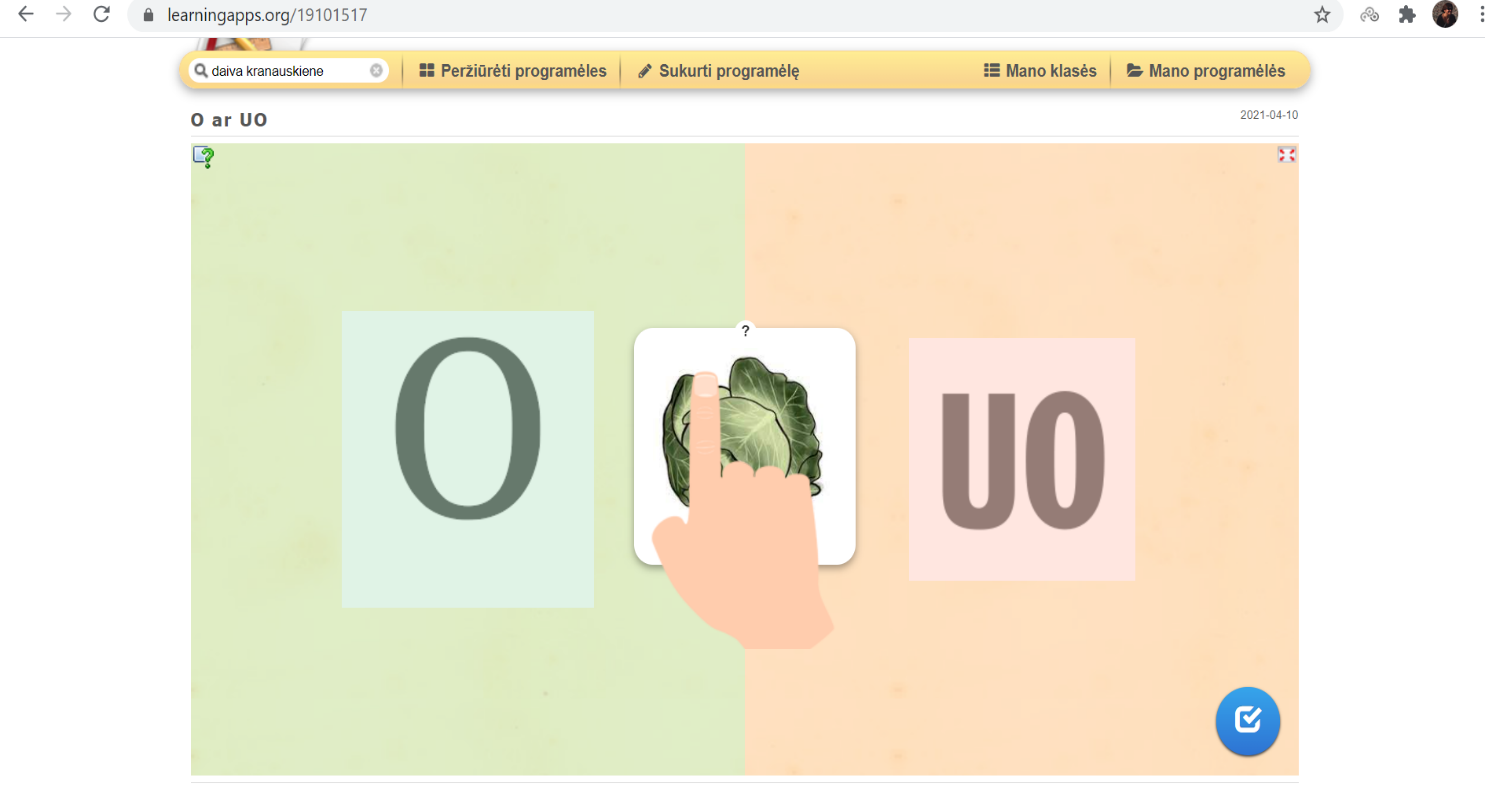 learningapps.org/19101517
daiva kranauskiene
Peržiūrėti programėles
Sukurti programėlę
Mano klasės
Mano programėlės
O ar UO
2021-04-10
?
O
UO